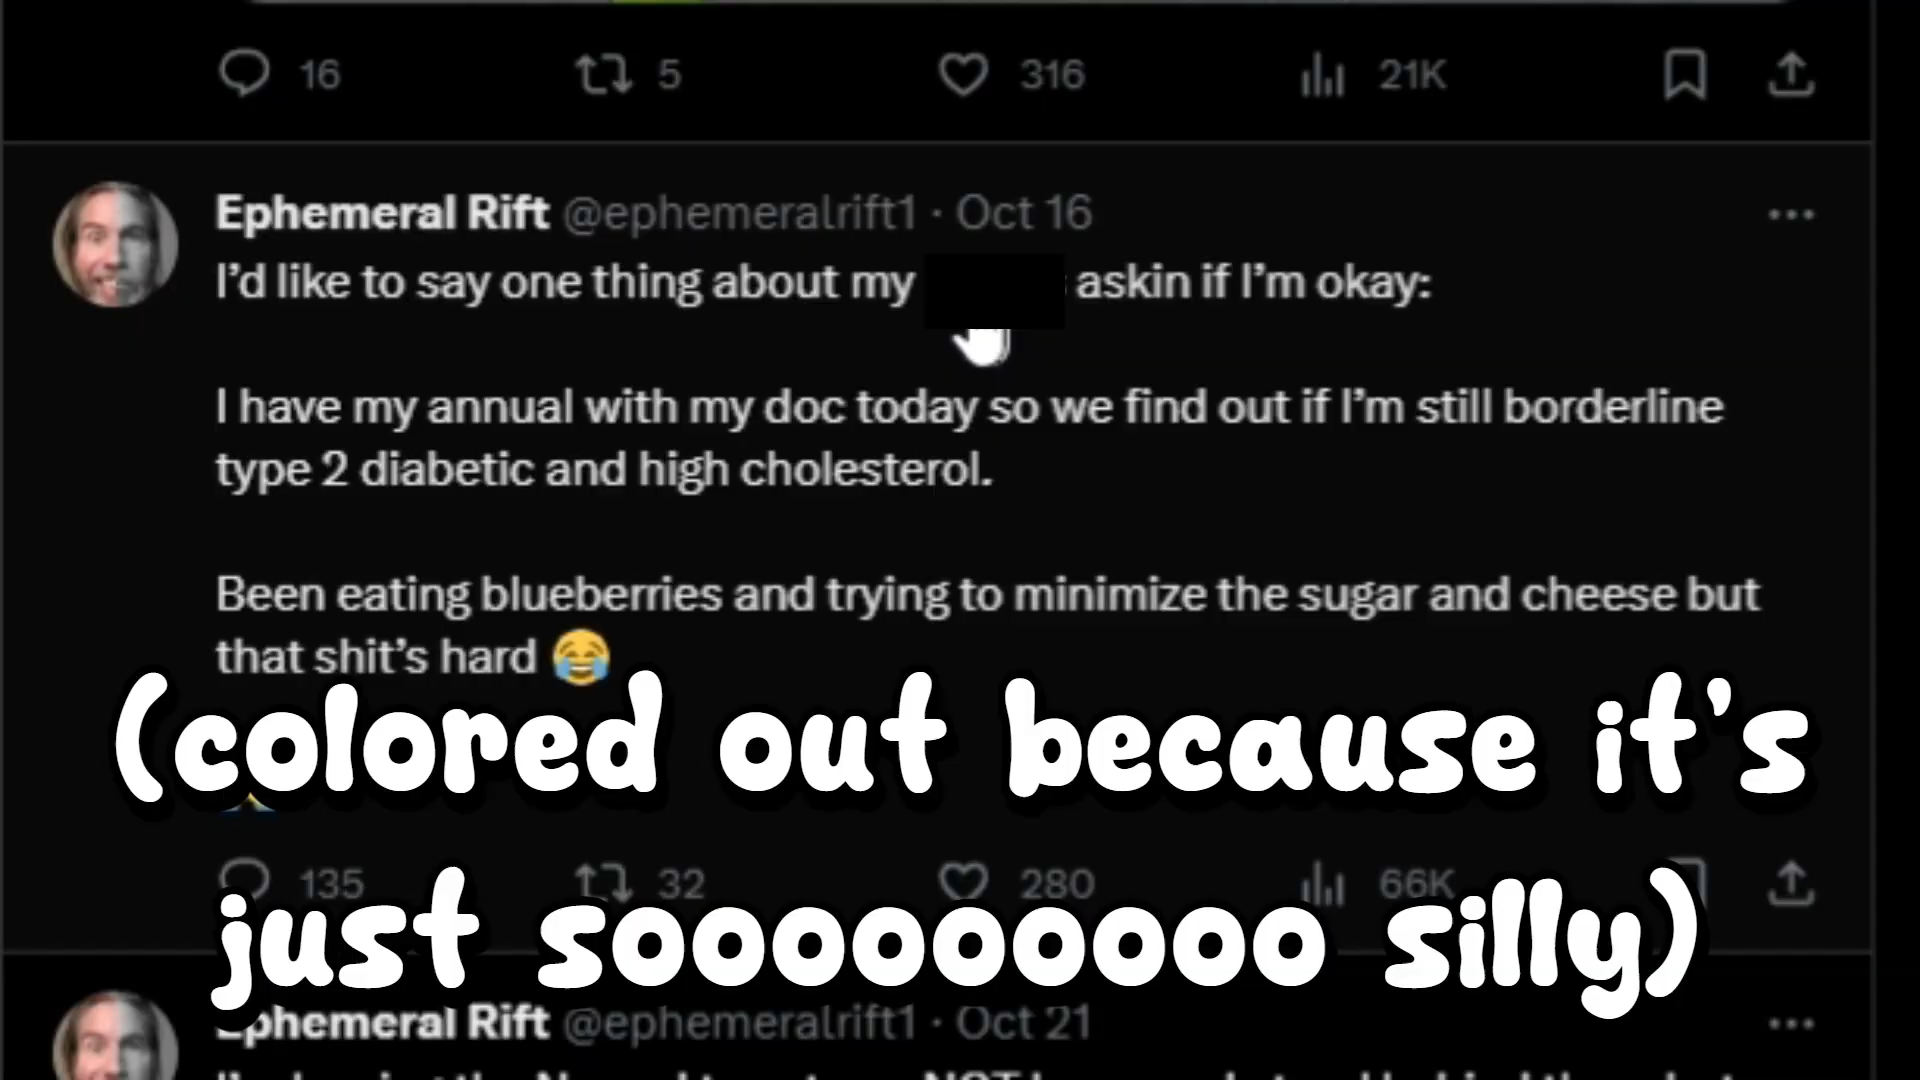 16 5 316 21K
Ephemeral Rift @ephemeralrift1 · Oct 16
I’d like to say one thing about my askin if I’m okay:
I have my annual with my doc today so we find out if I’m still borderline
type 2 diabetic and high cholesterol.
Been eating blueberries and trying to minimize the sugar and cheese but
that shit’s hard 😂
(colored out because it's
135 32 280 66K
just soooooooooo silly)
Ephemeral Rift @ephemeralrift1 · Oct 21